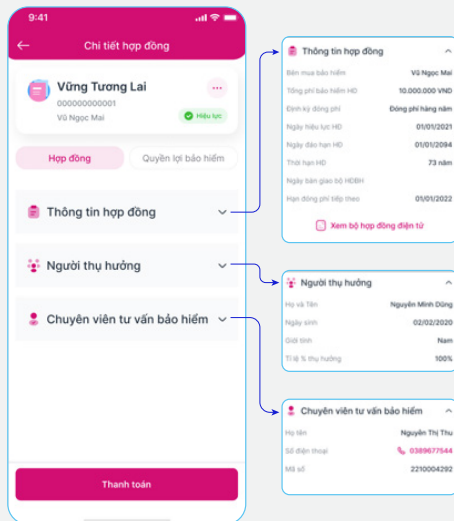 9:41
Chi tiết hợp đồng
Vững Tương Lai
000000000001
Vũ Ngọc Mai
Hiệu lực
Hợp đồng
Quyền lợi bảo hiểm
Thông tin hợp đồng
Người thụ hưởng
Chuyên viên tư vấn bảo hiểm
Thanh toán
Thông tin hợp đồng
Bên mua bảo hiểm Vũ Ngọc Mai
Tổng phí bảo hiểm HD 10.000.000 VND
Định kỳ đóng phí Đóng phí hàng năm
Ngày hiệu lực HD 01/01/2021
Ngày đáo hạn HD 01/01/2094
Thời hạn HD 73 năm
Ngày bàn giao bộ HDBH
Hạn đóng phí tiếp theo 01/01/2022
Xem bộ hợp đồng điện tử
Người thụ hưởng
Họ và Tên Nguyễn Minh Dũng
Ngày sinh 02/02/2020
Giới tính Nam
Tỉ lệ % thụ hưởng 100%
Chuyên viên tư vấn bảo hiểm
Họ tên Nguyễn Thị Thu
Số điện thoại 0389677544
Mã số 2210004292